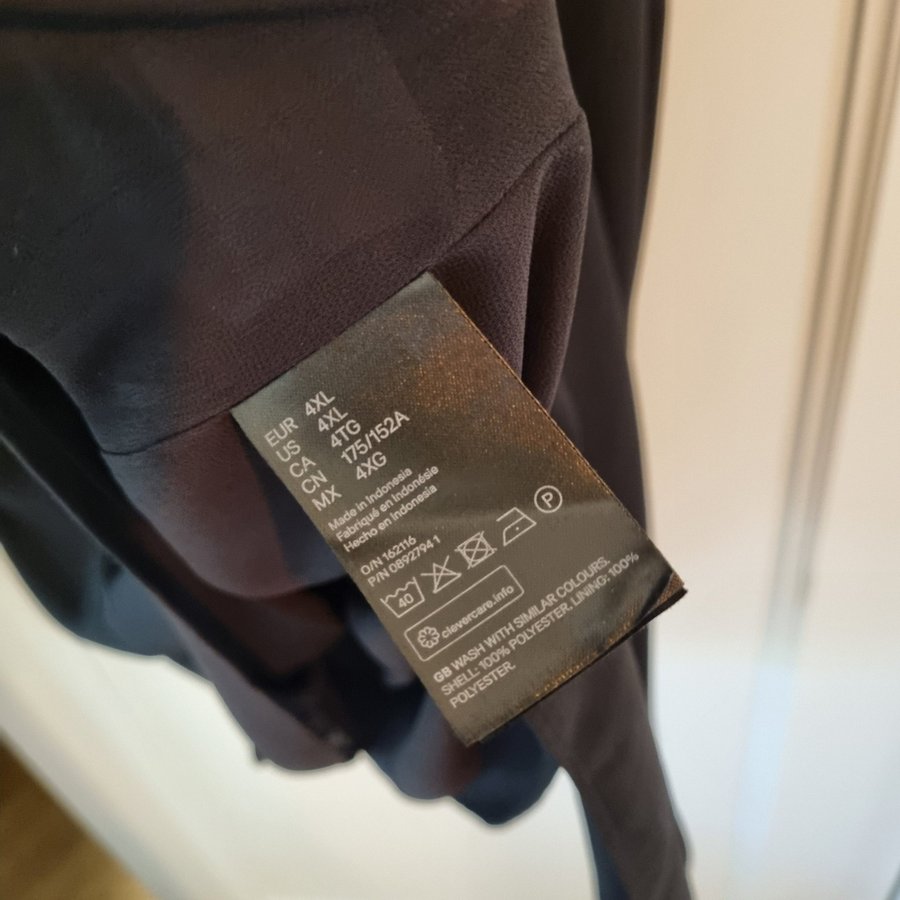 EUR 4XL
US 4XL
CA 4TG
CN 175/152A
MX 4XG
Made in Indonesia
Fabriqué en Indonésie
Hecho en Indonesia
O/N 162116
P/N 0892794 1
40
P
clevercare.info
GB WASH WITH SIMILAR COLOURS.
SHELL: 100% POLYESTER. LINING: 100%
POLYESTER.